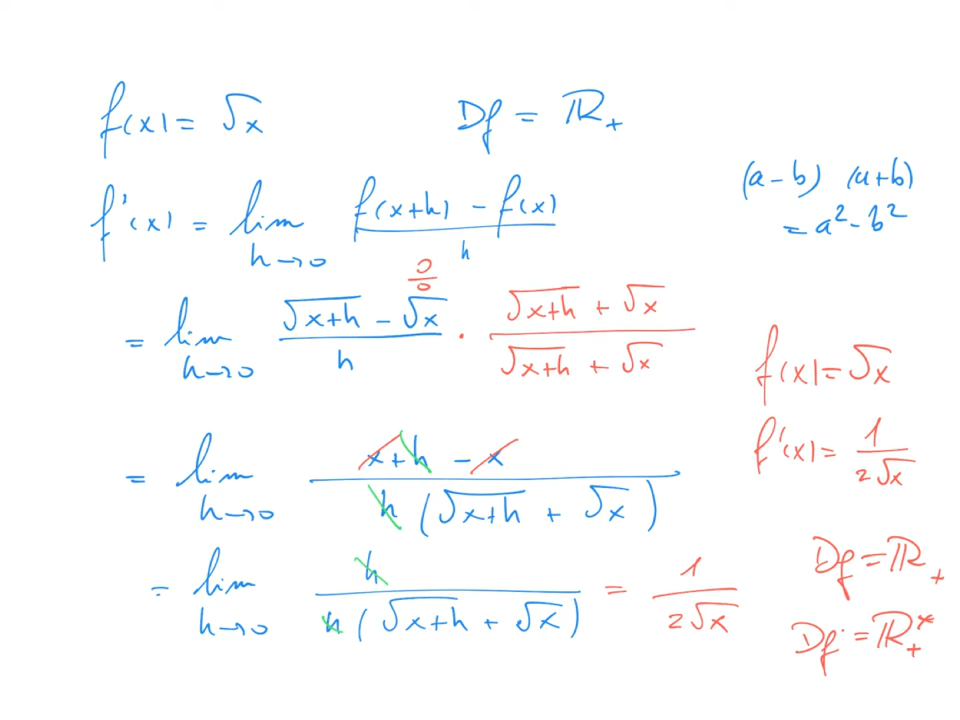 f(x) = √x    Df = ℝ₊
f'(x) = lim h→0 (f(x+h) − f(x)) / h
(a−b) (a+b)
= a² − b²
0/0
= lim h→0 (√(x+h) − √x) / h · (√(x+h) + √x) / (√(x+h) + √x)
= lim h→0 (x+h − x) / (h (√(x+h) + √x))
= lim h→0 h / (h (√(x+h) + √x)) = 1 / (2√x)
f(x) = √x
f'(x) = 1 / (2√x)
Df = ℝ₊
Df' = ℝ₊*